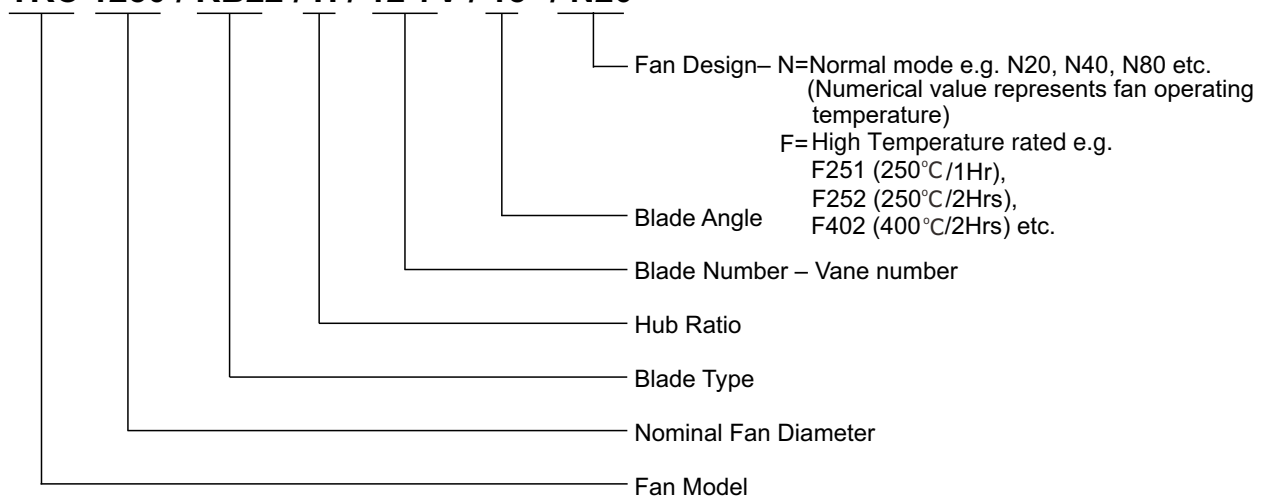 Fan Design– N=Normal mode e.g. N20, N40, N80 etc.
(Numerical value represents fan operating
temperature)
F=High Temperature rated e.g.
F251 (250°C/1Hr),
F252 (250°C/2Hrs),
F402 (400°C/2Hrs) etc.
Blade Angle
Blade Number – Vane number
Hub Ratio
Blade Type
Nominal Fan Diameter
Fan Model